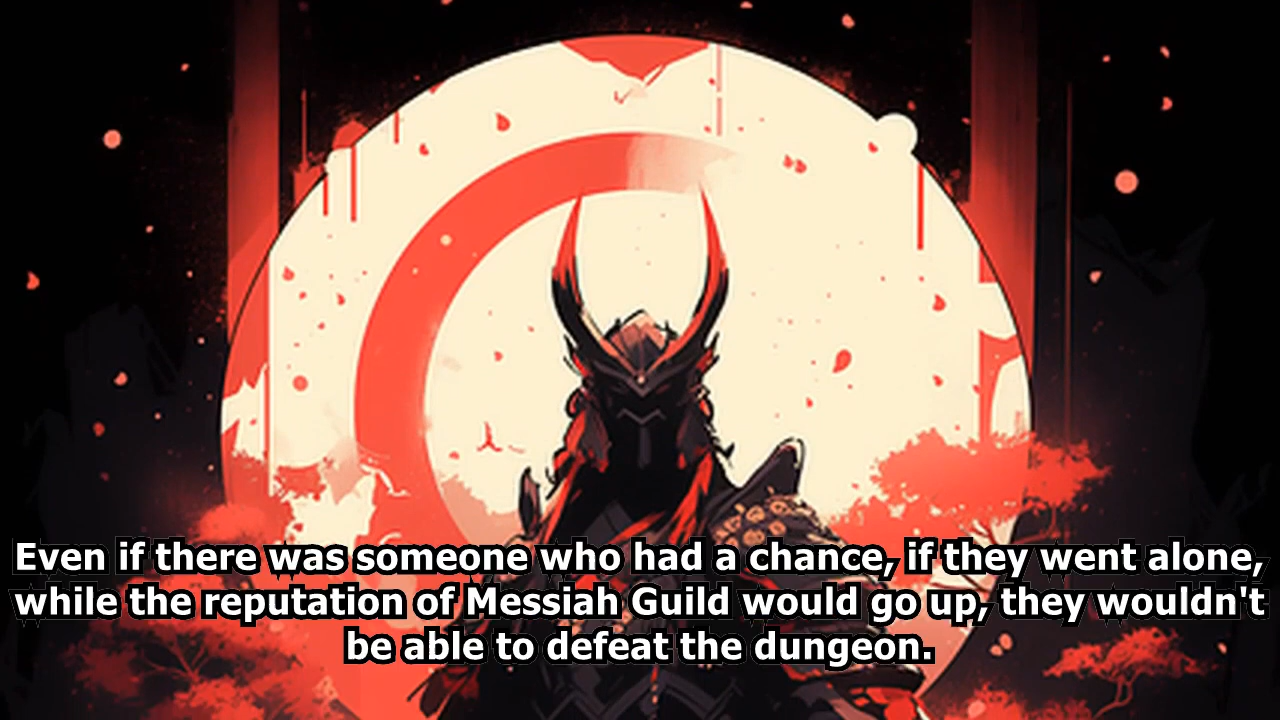 Even if there was someone who had a chance, if they went alone,
while the reputation of Messiah Guild would go up, they wouldn't
be able to defeat the dungeon.